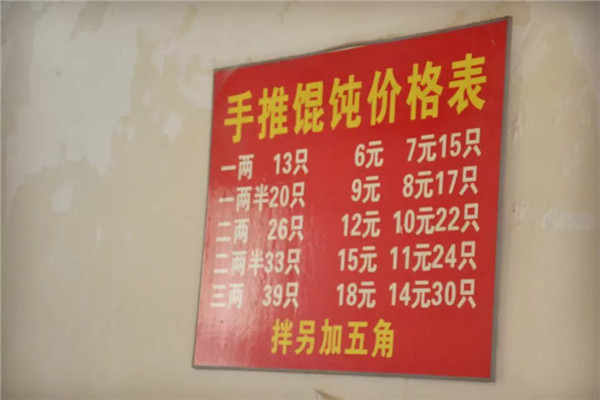 手推馄饨价格表
一两 13只 6元 7元15只
一两半20只 9元 8元17只
二两 26只 12元 10元22只
二两半33只 15元 11元24只
三两 39只 18元 14元30只
拌另加五角